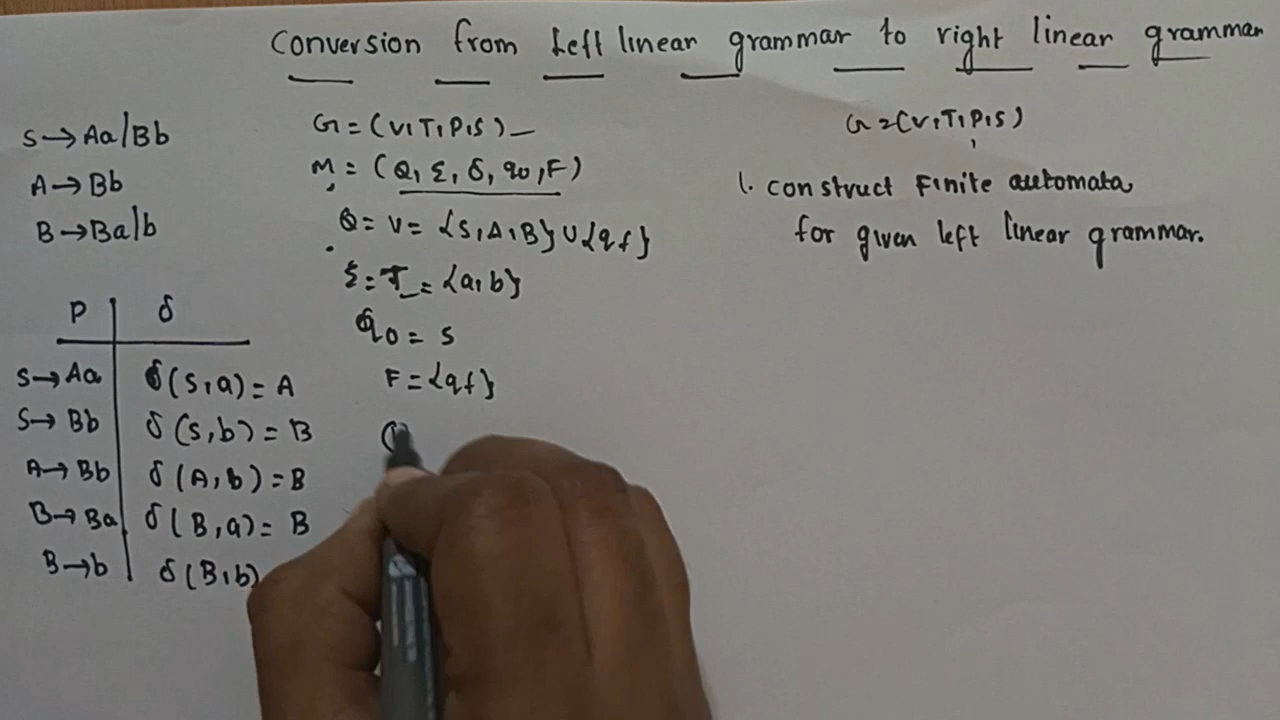 Conversion from left linear grammar to right linear grammar
S→Aa/Bb
A→Bb
B→Ba/b
G=(V,T,P,S)
M=(Q,Σ,δ,q0,F)
Q=V={S,A,B}∪{qf}
Σ=T={a,b}
q0=S
F={qf}
G=(V,T,P,S)
1. construct Finite automata
for given left linear grammar.
P | δ
S→Aa | δ(S,a)=A
S→Bb | δ(S,b)=B
A→Bb | δ(A,b)=B
B→Ba | δ(B,a)=B
B→b | δ(B,b)